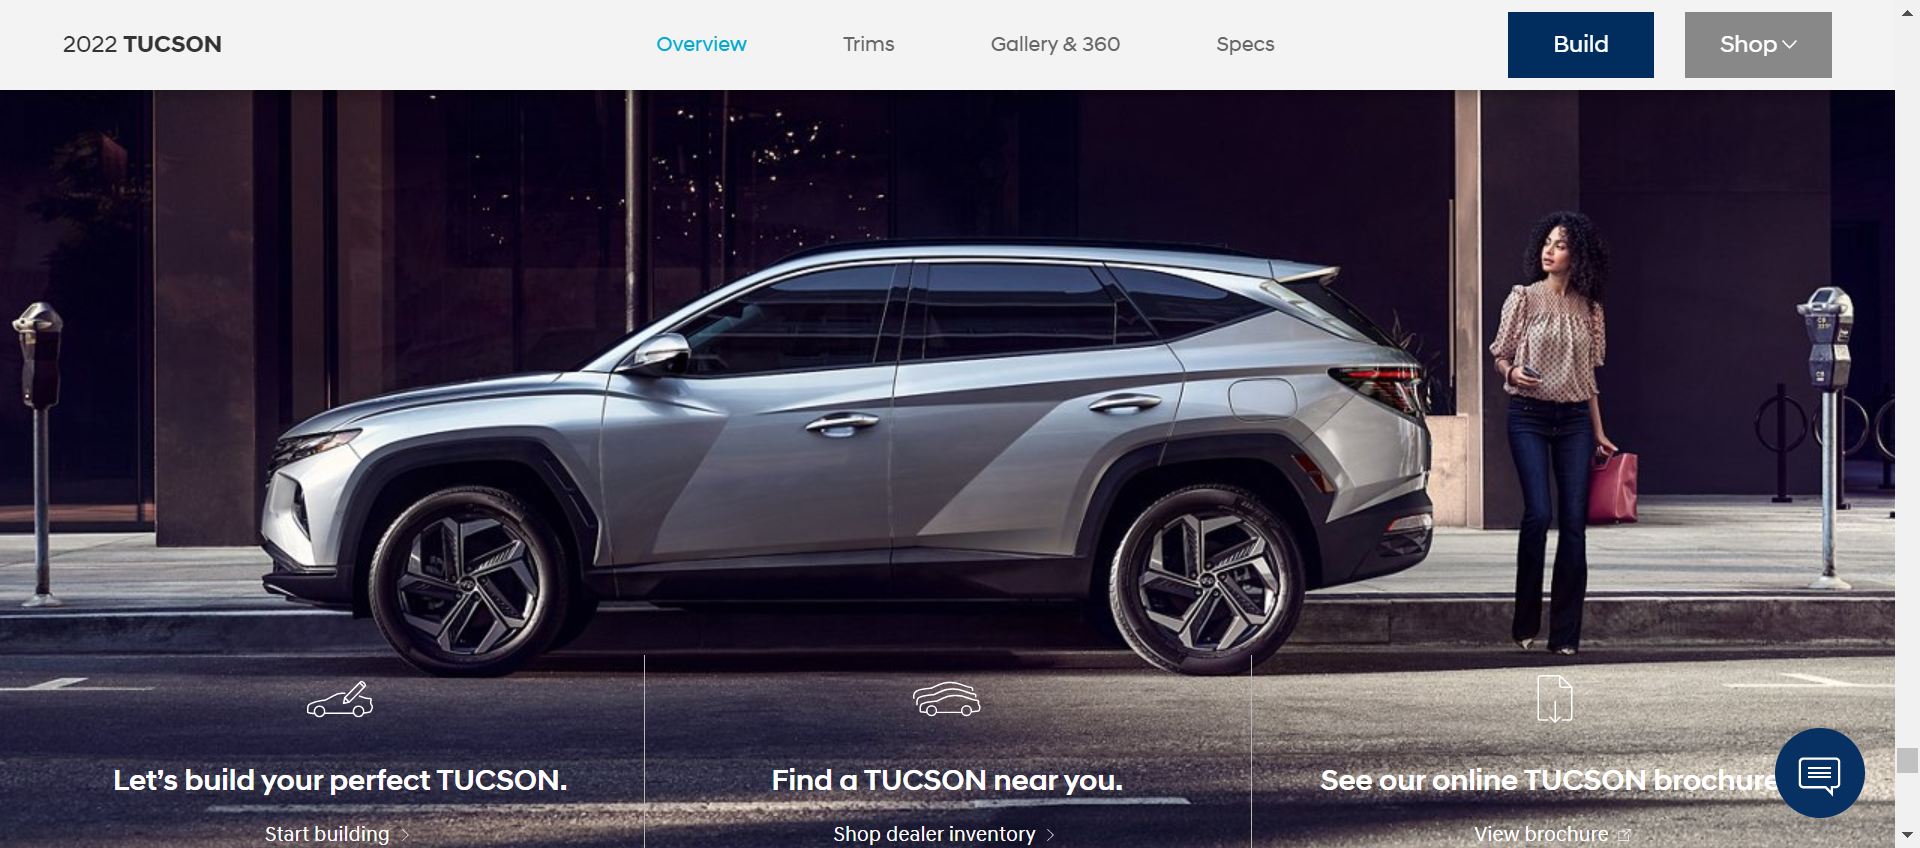 2022 TUCSON
Overview
Trims
Gallery & 360
Specs
Build
Shop
Let's build your perfect TUCSON.
Start building
Find a TUCSON near you.
Shop dealer inventory
See our online TUCSON brochure
View brochure